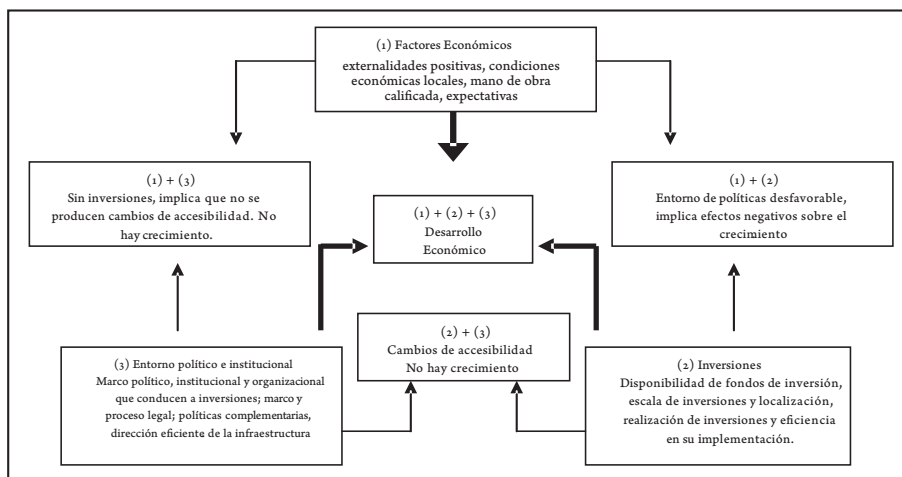 (1) Factores Económicos
externalidades positivas, condiciones
económicas locales, mano de obra
calificada, expectativas
(1) + (3)
Sin inversiones, implica que no se
producen cambios de accesibilidad. No
hay crecimiento.
(1) + (2) + (3)
Desarrollo
Económico
(1) + (2)
Entorno de políticas desfavorable,
implica efectos negativos sobre el
crecimiento
(2) + (3)
Cambios de accesibilidad
No hay crecimiento
(3) Entorno político e institucional
Marco político, institucional y organizacional
que conducen a inversiones; marco y
proceso legal; políticas complementarias,
dirección eficiente de la infraestructura
(2) Inversiones
Disponibilidad de fondos de inversión,
escala de inversiones y localización,
realización de inversiones y eficiencia
en su implementación.